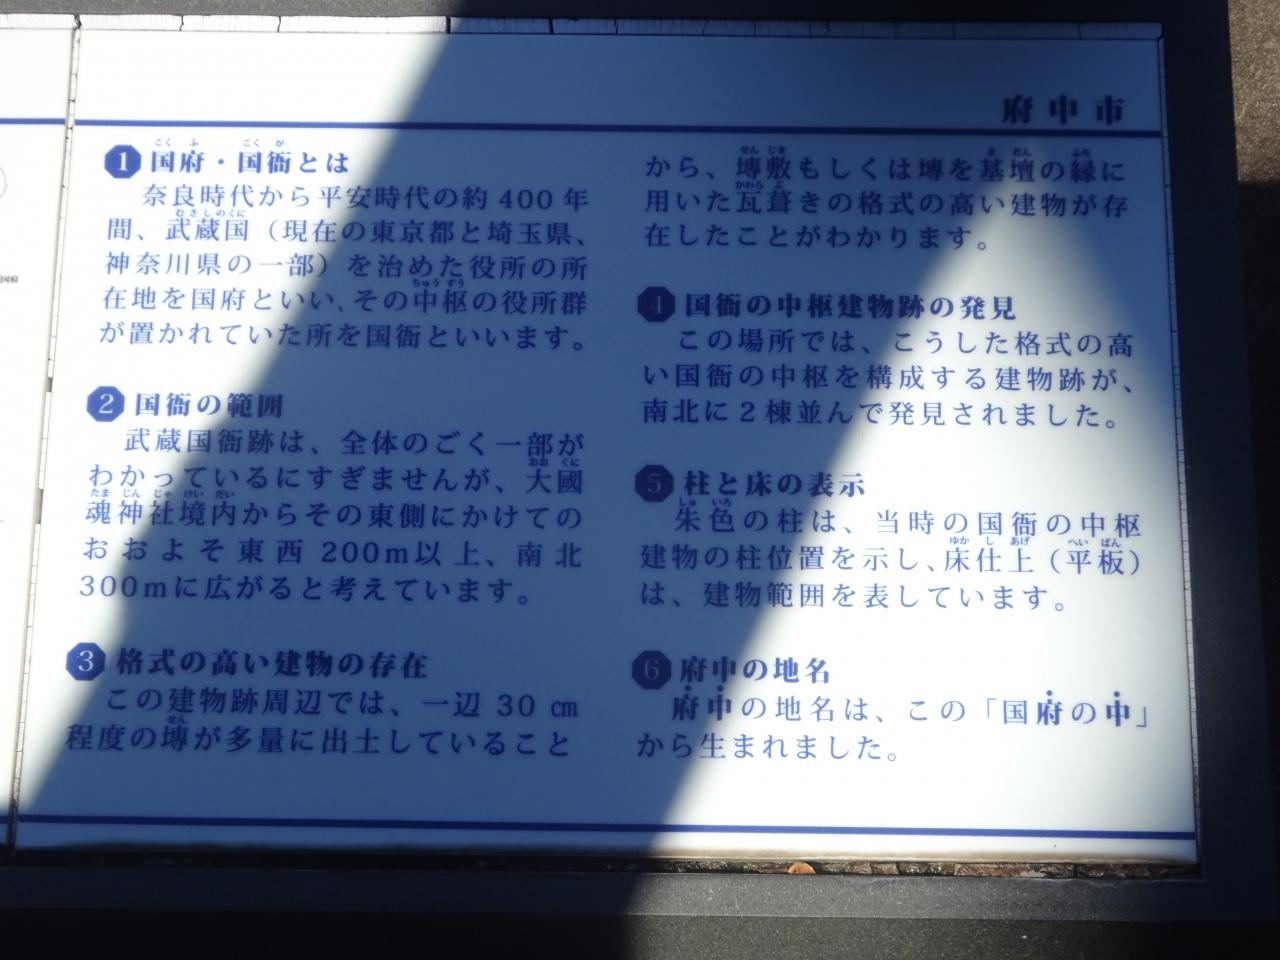 府中市
1 国府・国衙とは
奈良時代から平安時代の約400年
間、武蔵国（現在の東京都と埼玉県、
神奈川県の一部）を治めた役所の所
在地を国府といい、その中枢の役所群
が置かれていた所を国衙といいます。
2 国衙の範囲
武蔵国衙跡は、全体のごく一部が
わかっているにすぎませんが、大國
魂神社境内からその東側にかけての
おおよそ東西200m以上、南北
300mに広がると考えています。
3 格式の高い建物の存在
この建物跡周辺では、一辺30㎝
程度の塼が多量に出土していること
から、塼敷もしくは塼を基壇の縁に
用いた瓦葺きの格式の高い建物が存
在したことがわかります。
4 国衙の中枢建物跡の発見
この場所では、こうした格式の高
い国衙の中枢を構成する建物跡が、
南北に2棟並んで発見されました。
5 柱と床の表示
朱色の柱は、当時の国衙の中枢
建物の柱位置を示し、床仕上（平板）
は、建物範囲を表しています。
6 府中の地名
府中の地名は、この「国府の中」
から生まれました。